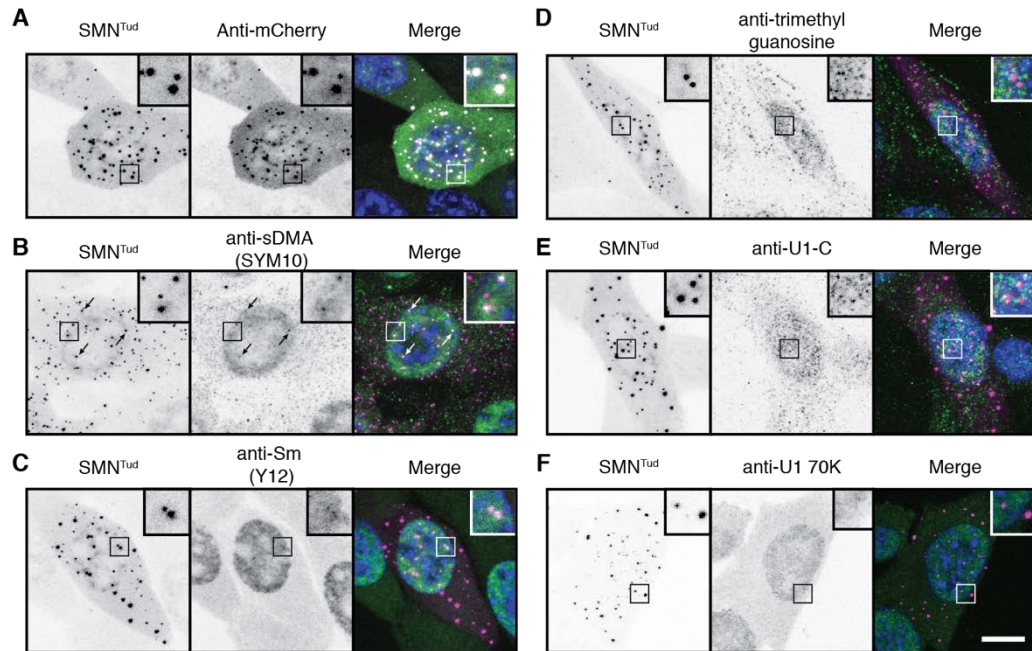 A
SMNTud Anti-mCherry Merge
B
SMNTud anti-sDMA (SYM10) Merge
C
SMNTud anti-Sm (Y12) Merge
D
SMNTud anti-trimethyl guanosine Merge
E
SMNTud anti-U1-C Merge
F
SMNTud anti-U1 70K Merge